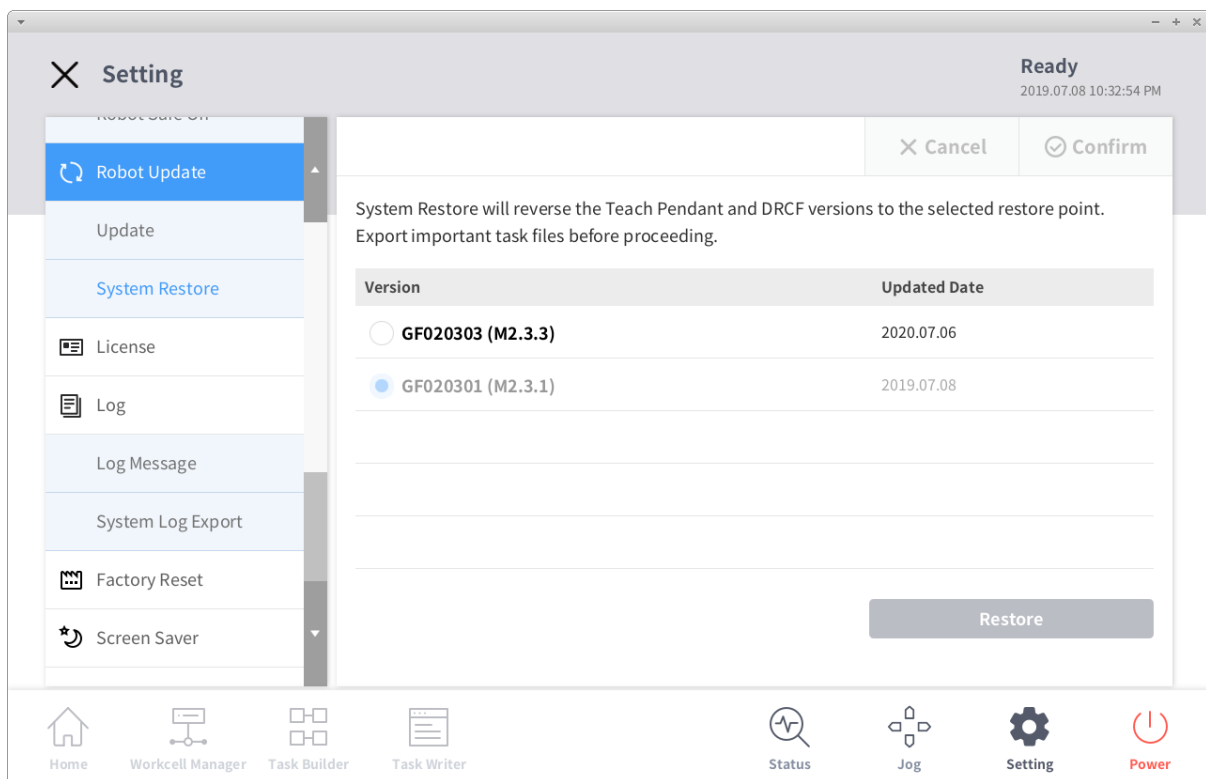 Setting
Ready
2019.07.08 10:32:54 PM
Robot Update
Update
System Restore
License
Log
Log Message
System Log Export
Factory Reset
Screen Saver
Cancel
Confirm
System Restore will reverse the Teach Pendant and DRCF versions to the selected restore point.
Export important task files before proceeding.
Version
Updated Date
GF020303 (M2.3.3)
2020.07.06
GF020301 (M2.3.1)
2019.07.08
Restore
Home
Workcell Manager
Task Builder
Task Writer
Status
Jog
Setting
Power